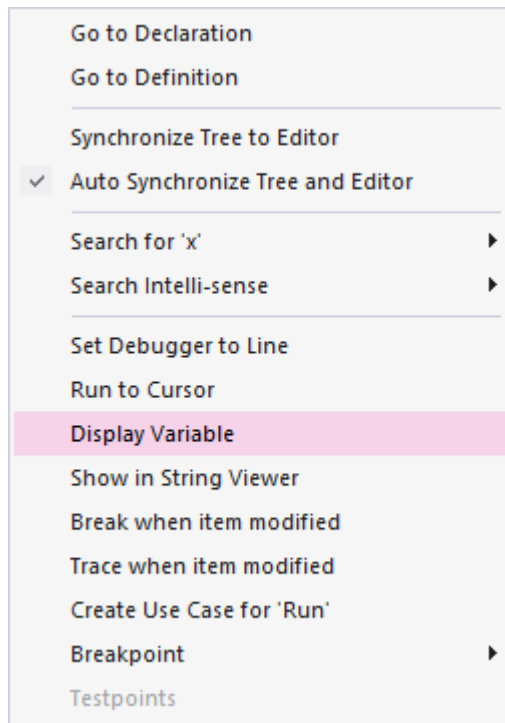 Go to Declaration
Go to Definition
Synchronize Tree to Editor
Auto Synchronize Tree and Editor
Search for 'x'
Search Intelli-sense
Set Debugger to Line
Run to Cursor
Display Variable
Show in String Viewer
Break when item modified
Trace when item modified
Create Use Case for 'Run'
Breakpoint
Testpoints